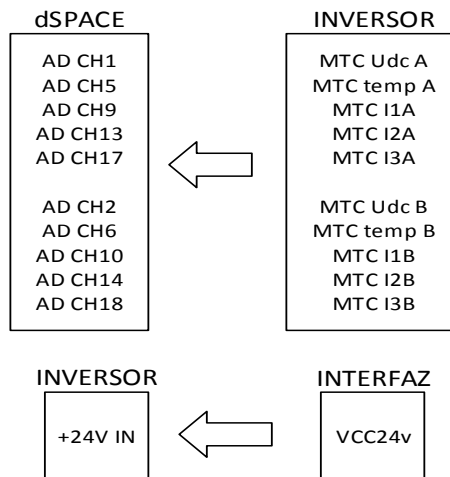 dSPACE
AD CH1
AD CH5
AD CH9
AD CH13
AD CH17
AD CH2
AD CH6
AD CH10
AD CH14
AD CH18
INVERSOR
MTC Udc A
MTC temp A
MTC I1A
MTC I2A
MTC I3A
MTC Udc B
MTC temp B
MTC I1B
MTC I2B
MTC I3B
INVERSOR
+24V IN
INTERFAZ
VCC24v